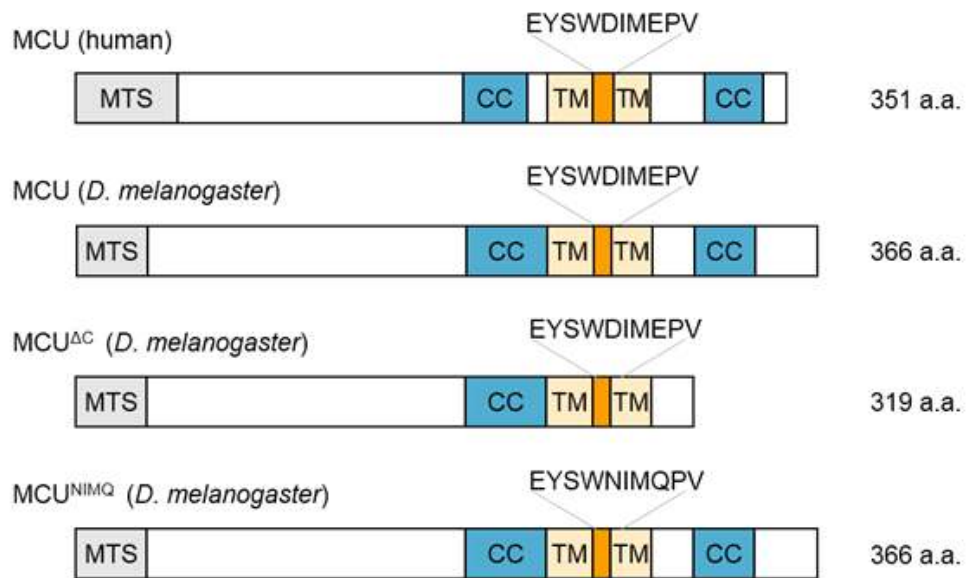 EYSWDIMEPV
MCU (human)
MTS CC TM TM CC 351 a.a.
EYSWDIMEPV
MCU (D. melanogaster)
MTS CC TM TM CC 366 a.a.
EYSWDIMEPV
MCUΔC (D. melanogaster)
MTS CC TM TM 319 a.a.
EYSWNIMQPV
MCUNIMQ (D. melanogaster)
MTS CC TM TM CC 366 a.a.